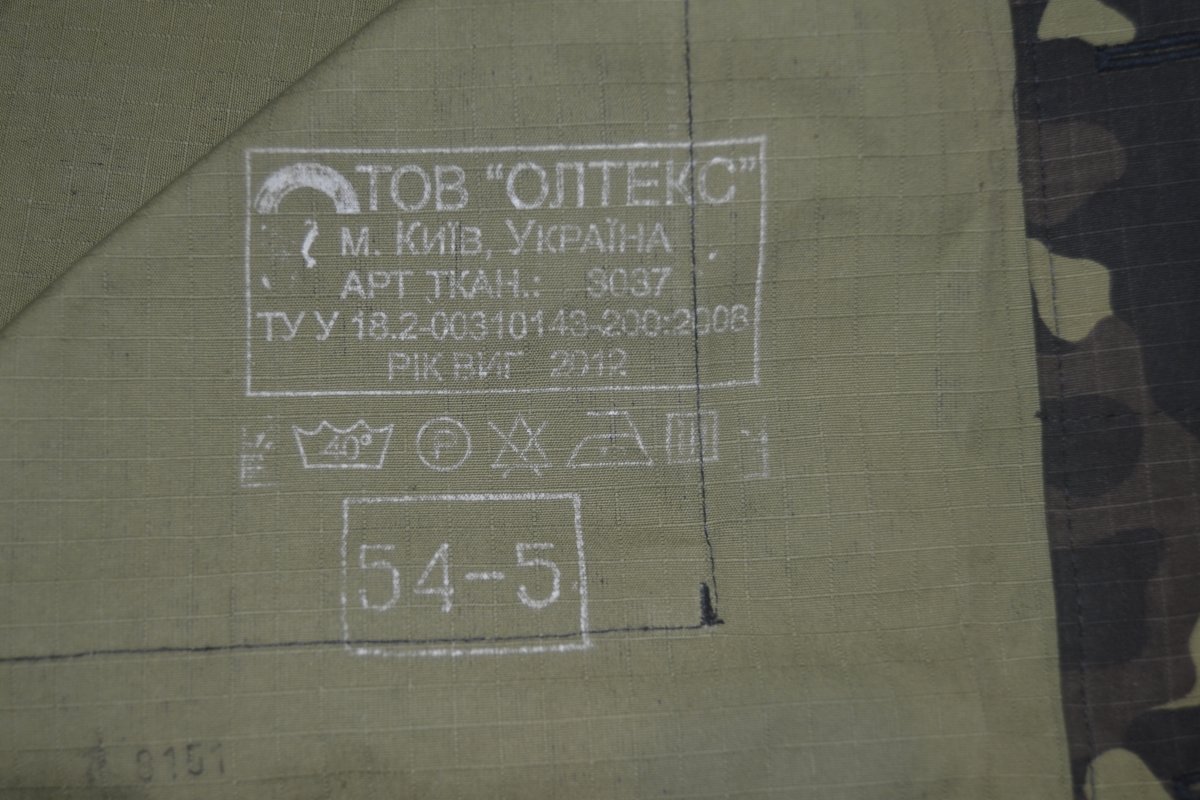 ТОВ “ОЛТЕКС”
м. Київ, Україна
АРТ ТКАН.: 3037
ТУ У 18.2-00310143-200:2008
РІК ВИГ 2012
40° P
54-5
8151